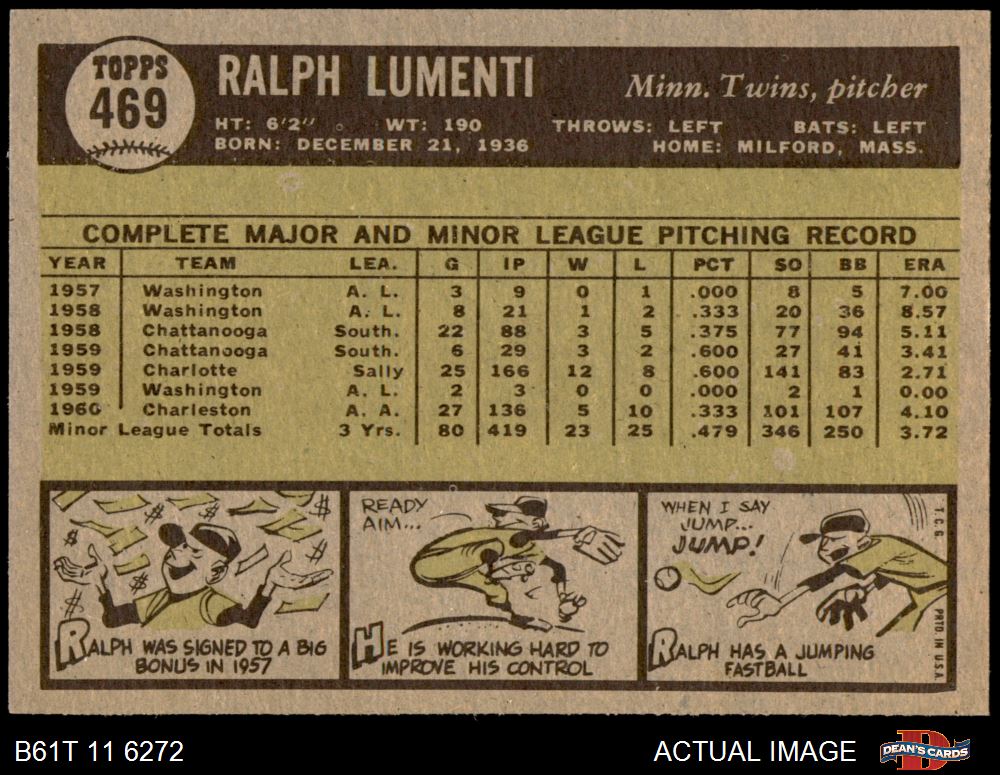 TOPPS
469
RALPH LUMENTI
Minn. Twins, pitcher
HT: 6'2" WT: 190 THROWS: LEFT BATS: LEFT
BORN: DECEMBER 21, 1936 HOME: MILFORD, MASS.
COMPLETE MAJOR AND MINOR LEAGUE PITCHING RECORD
YEAR TEAM LEA. G IP W L PCT SO BB ERA
1957 Washington A. L. 3 9 0 1 .000 8 5 7.00
1958 Washington A. L. 8 21 1 2 .333 20 36 8.57
1958 Chattanooga South. 22 88 3 5 .375 77 94 5.11
1959 Chattanooga South. 6 29 3 2 .600 27 41 3.41
1959 Charlotte Sally 25 166 12 8 .600 141 83 2.71
1959 Washington A. L. 2 3 0 0 .000 2 1 0.00
1960 Charleston A. A. 27 136 5 10 .333 101 107 4.10
Minor League Totals 3 Yrs. 80 419 23 25 .479 346 250 3.72
RALPH WAS SIGNED TO A BIG
BONUS IN 1957
READY
AIM...
HE IS WORKING HARD TO
IMPROVE HIS CONTROL
WHEN I SAY
JUMP...
JUMP!
RALPH HAS A JUMPING
FASTBALL
T. C. G. PRTD. IN U.S.A.
B61T 11 6272
ACTUAL IMAGE
DEAN'S CARDS